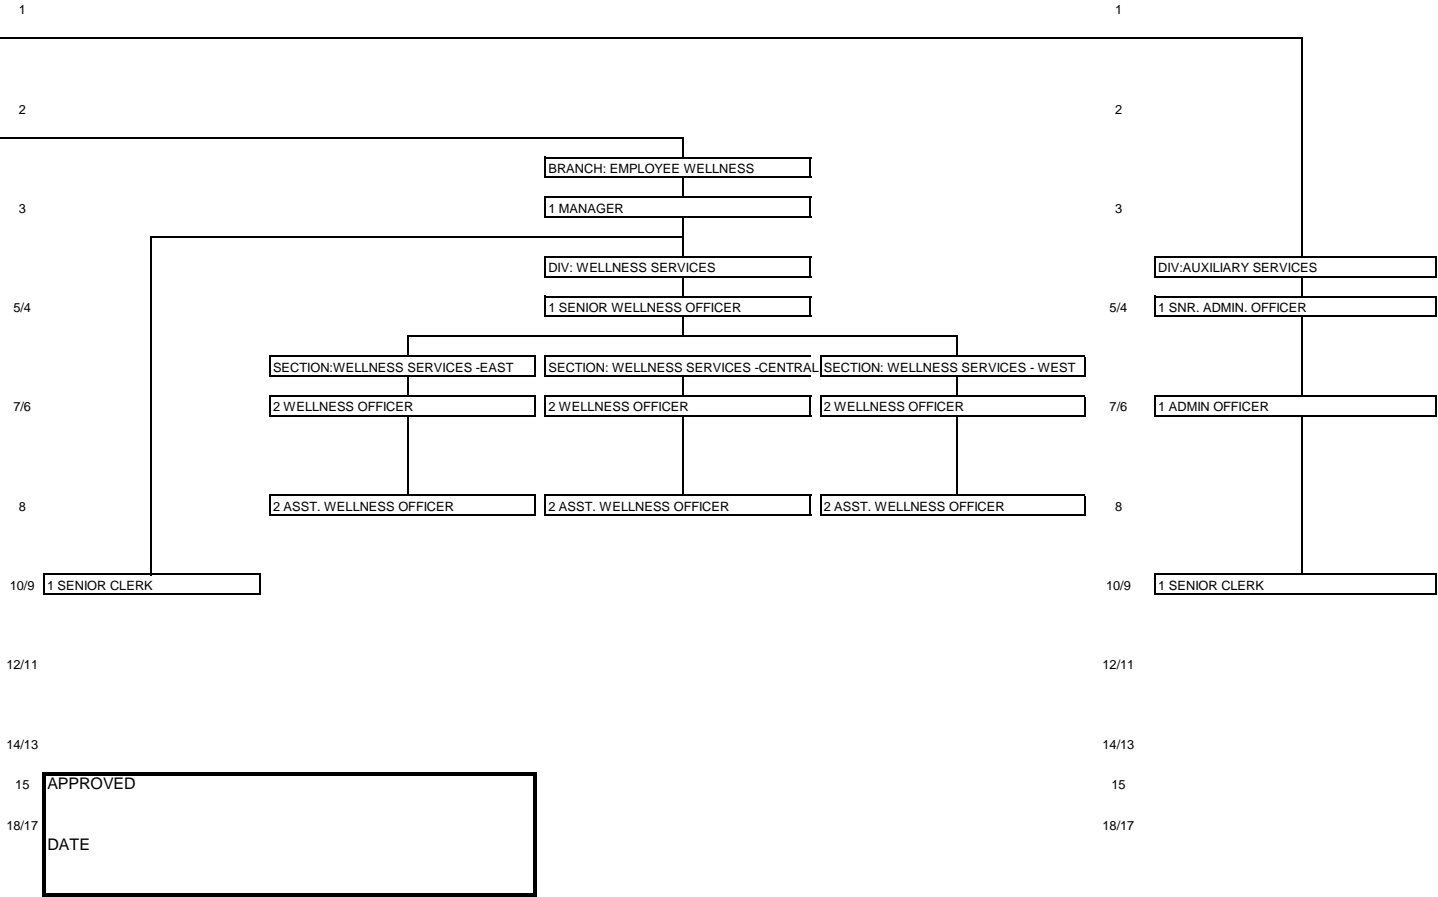 1 1
2 2
BRANCH: EMPLOYEE WELLNESS
3 1 MANAGER 3
DIV: WELLNESS SERVICES DIV:AUXILIARY SERVICES
5/4 1 SENIOR WELLNESS OFFICER 5/4 1 SNR. ADMIN. OFFICER
SECTION:WELLNESS SERVICES -EAST SECTION: WELLNESS SERVICES -CENTRAL SECTION: WELLNESS SERVICES - WEST
7/6 2 WELLNESS OFFICER 2 WELLNESS OFFICER 2 WELLNESS OFFICER 7/6 1 ADMIN OFFICER
8 2 ASST. WELLNESS OFFICER 2 ASST. WELLNESS OFFICER 2 ASST. WELLNESS OFFICER 8
10/9 1 SENIOR CLERK 10/9 1 SENIOR CLERK
12/11 12/11
14/13 14/13
15 APPROVED 15
18/17 18/17
DATE